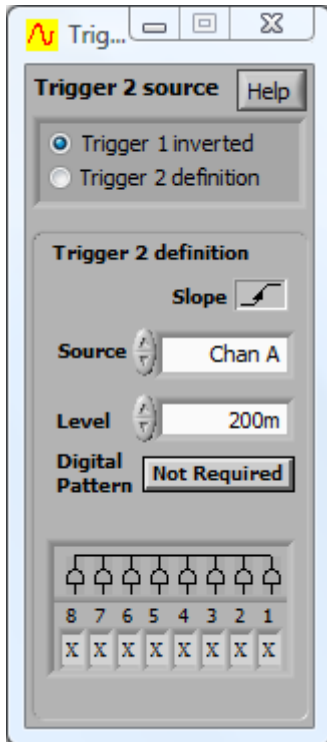 Trig...
Trigger 2 source Help
Trigger 1 inverted
Trigger 2 definition
Trigger 2 definition
Slope
Source Chan A
Level 200m
Digital Pattern Not Required
8 7 6 5 4 3 2 1
X X X X X X X X